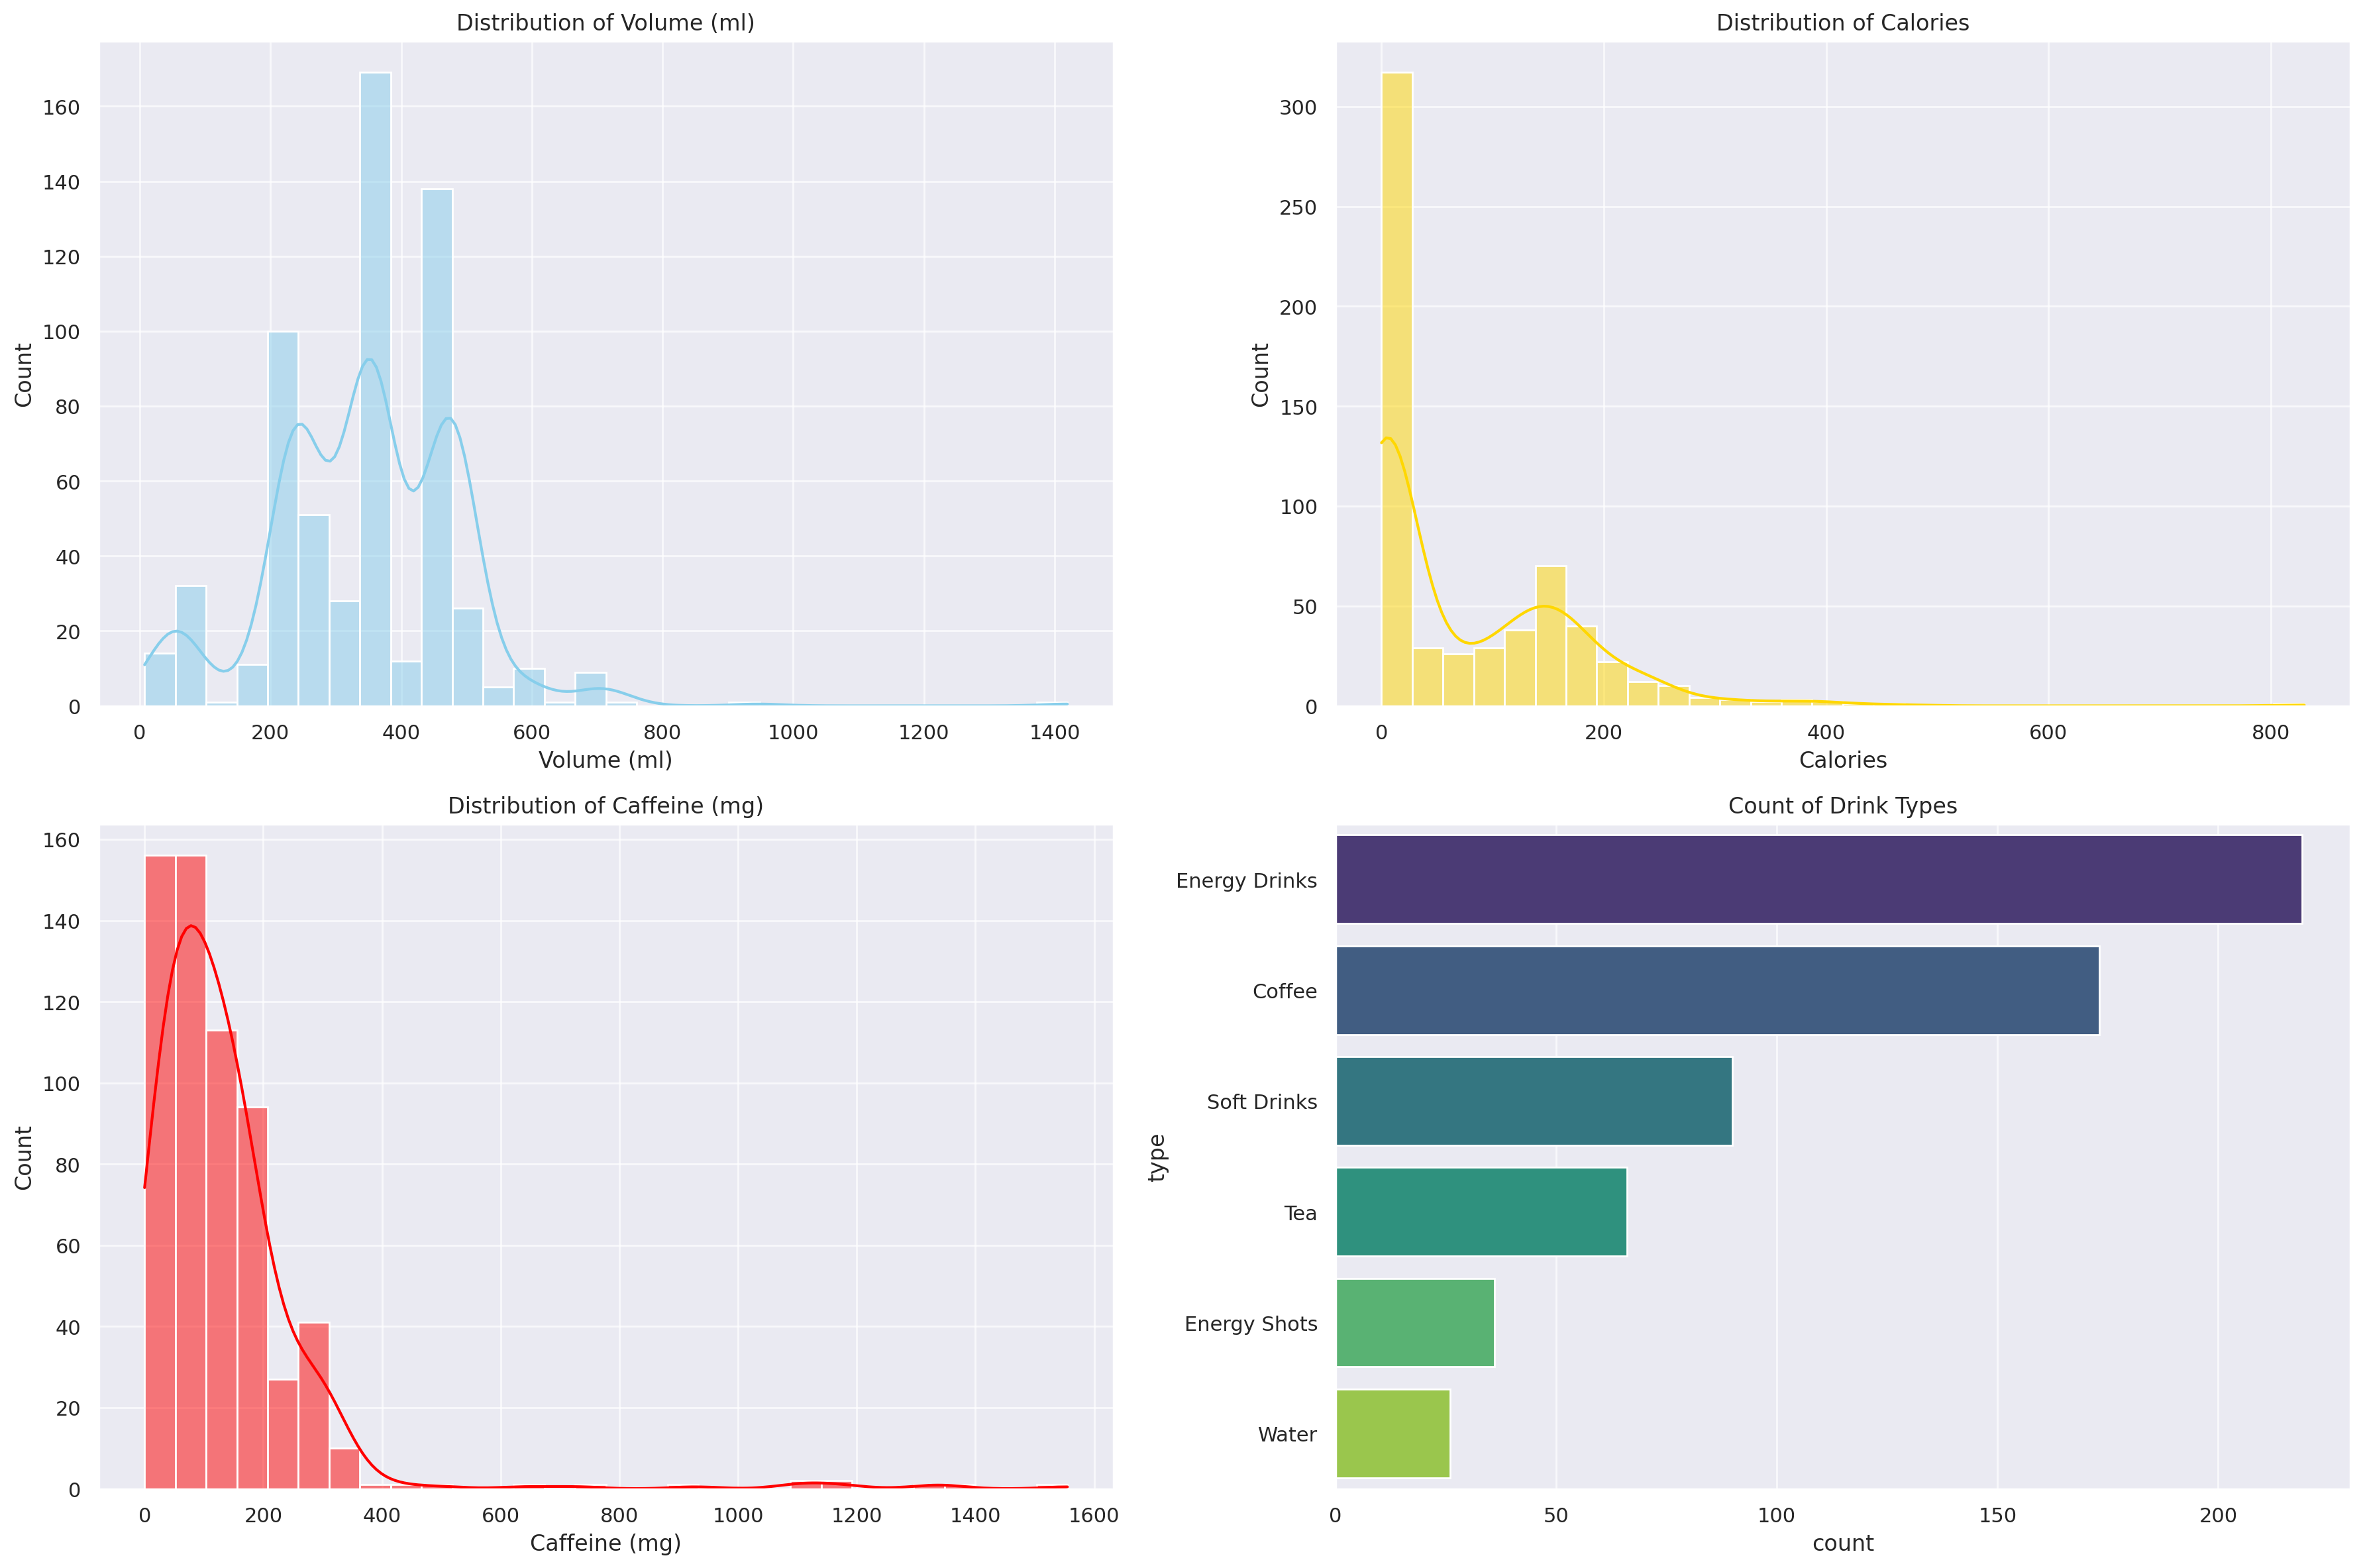 Distribution of Volume (ml)
Count
0
20
40
60
80
100
120
140
160
0 200 400 600 800 1000 1200 1400
Volume (ml)
Distribution of Calories
Count
0
50
100
150
200
250
300
0 200 400 600 800
Calories
Distribution of Caffeine (mg)
Count
0
20
40
60
80
100
120
140
160
0 200 400 600 800 1000 1200 1400 1600
Caffeine (mg)
Count of Drink Types
type
Energy Drinks
Coffee
Soft Drinks
Tea
Energy Shots
Water
0 50 100 150 200
count